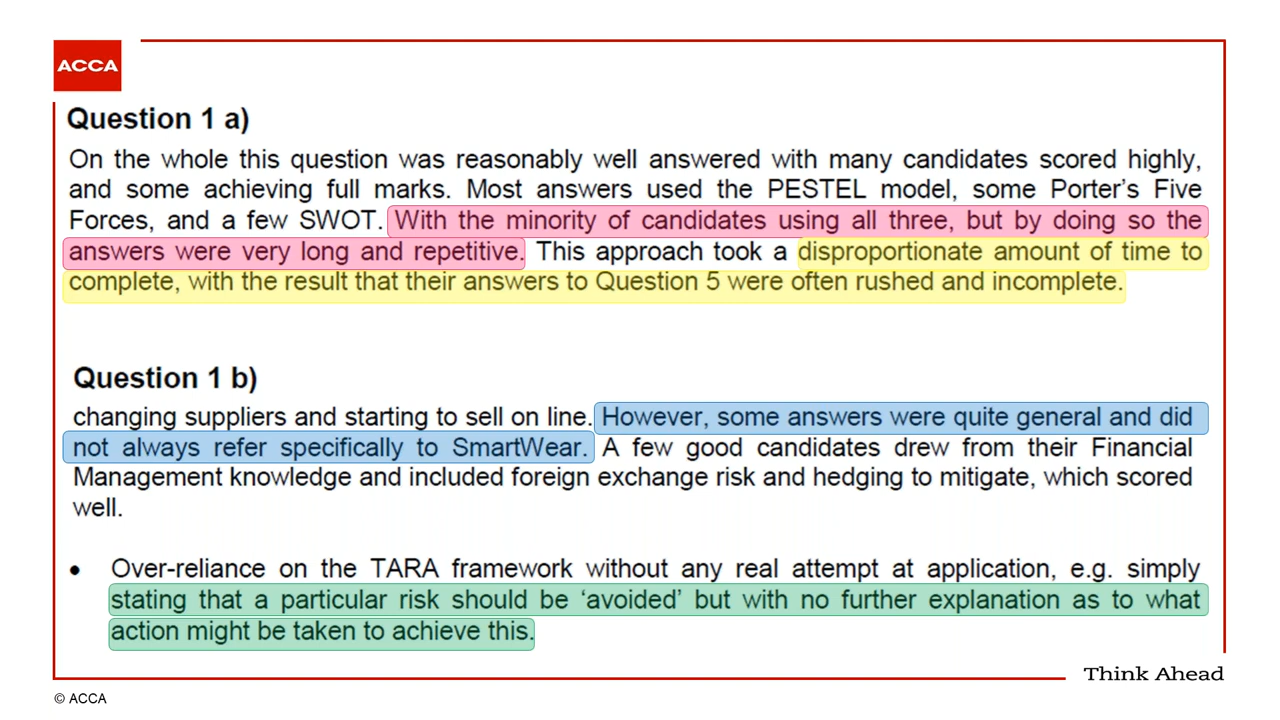 ACCA
Question 1 a)
On the whole this question was reasonably well answered with many candidates scored highly,
and some achieving full marks. Most answers used the PESTEL model, some Porter's Five
Forces, and a few SWOT. With the minority of candidates using all three, but by doing so the
answers were very long and repetitive. This approach took a disproportionate amount of time to
complete, with the result that their answers to Question 5 were often rushed and incomplete.
Question 1 b)
changing suppliers and starting to sell on line. However, some answers were quite general and did
not always refer specifically to SmartWear. A few good candidates drew from their Financial
Management knowledge and included foreign exchange risk and hedging to mitigate, which scored
well.
• Over-reliance on the TARA framework without any real attempt at application, e.g. simply
stating that a particular risk should be ‘avoided’ but with no further explanation as to what
action might be taken to achieve this.
Think Ahead
© ACCA